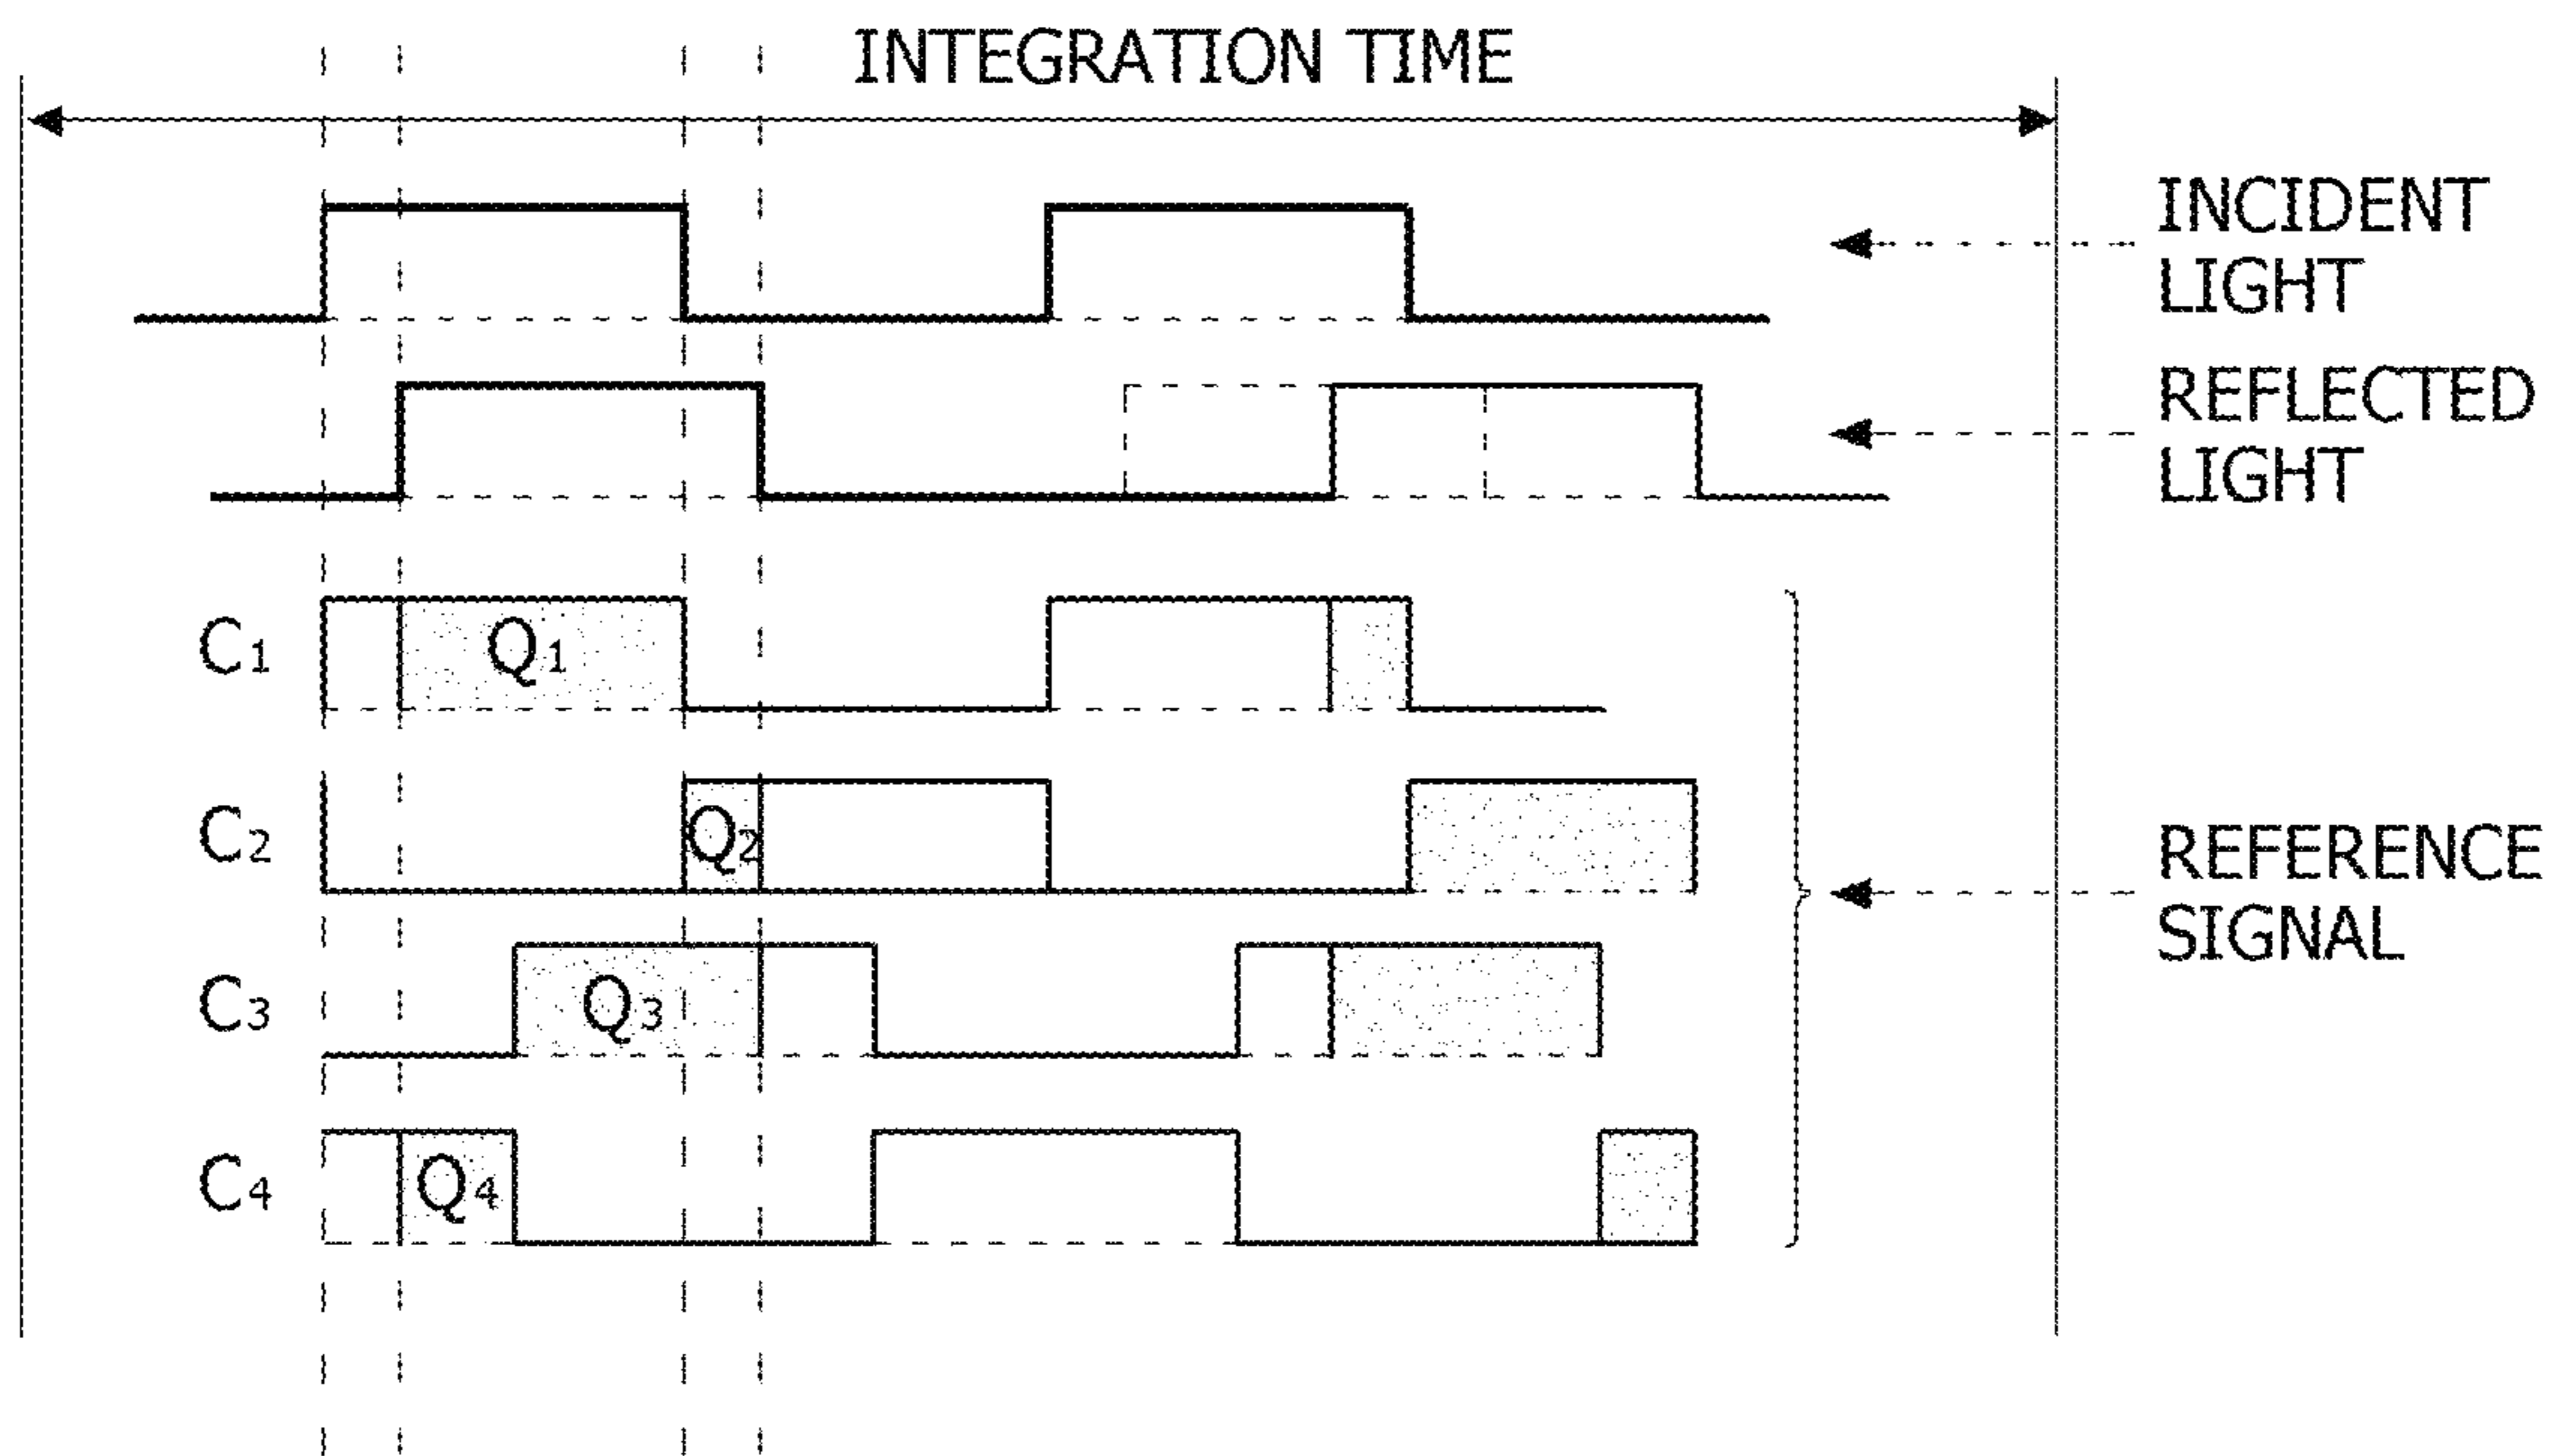 INTEGRATION TIME
INCIDENT
LIGHT
REFLECTED
LIGHT
C1 Q1
C2 Q2
C3 Q3
C4 Q4
REFERENCE
SIGNAL